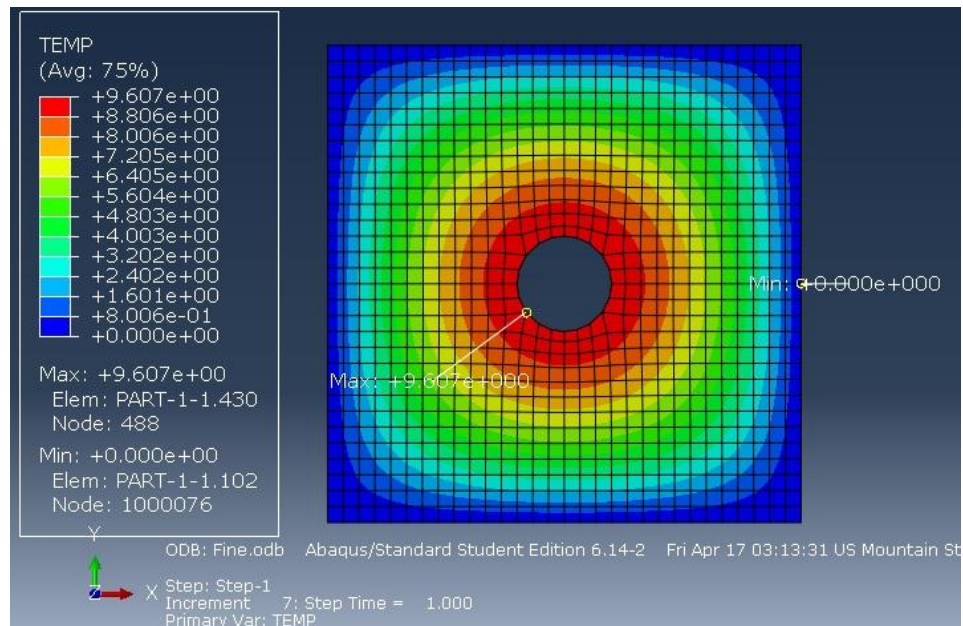 TEMP
(Avg: 75%)
+9.607e+00
+8.806e+00
+8.006e+00
+7.205e+00
+6.405e+00
+5.604e+00
+4.803e+00
+4.003e+00
+3.202e+00
+2.402e+00
+1.601e+00
+8.006e-01
+0.000e+00
Max: +9.607e+00
Elem: PART-1-1.430
Node: 488
Min: +0.000e+00
Elem: PART-1-1.102
Node: 1000076
Min: +0.000e+000
Max: +9.607e+000
Y
X
ODB: Fine.odb Abaqus/Standard Student Edition 6.14-2 Fri Apr 17 03:13:31 US Mountain St
Step: Step-1
Increment 7: Step Time = 1.000
Primary Var: TEMP